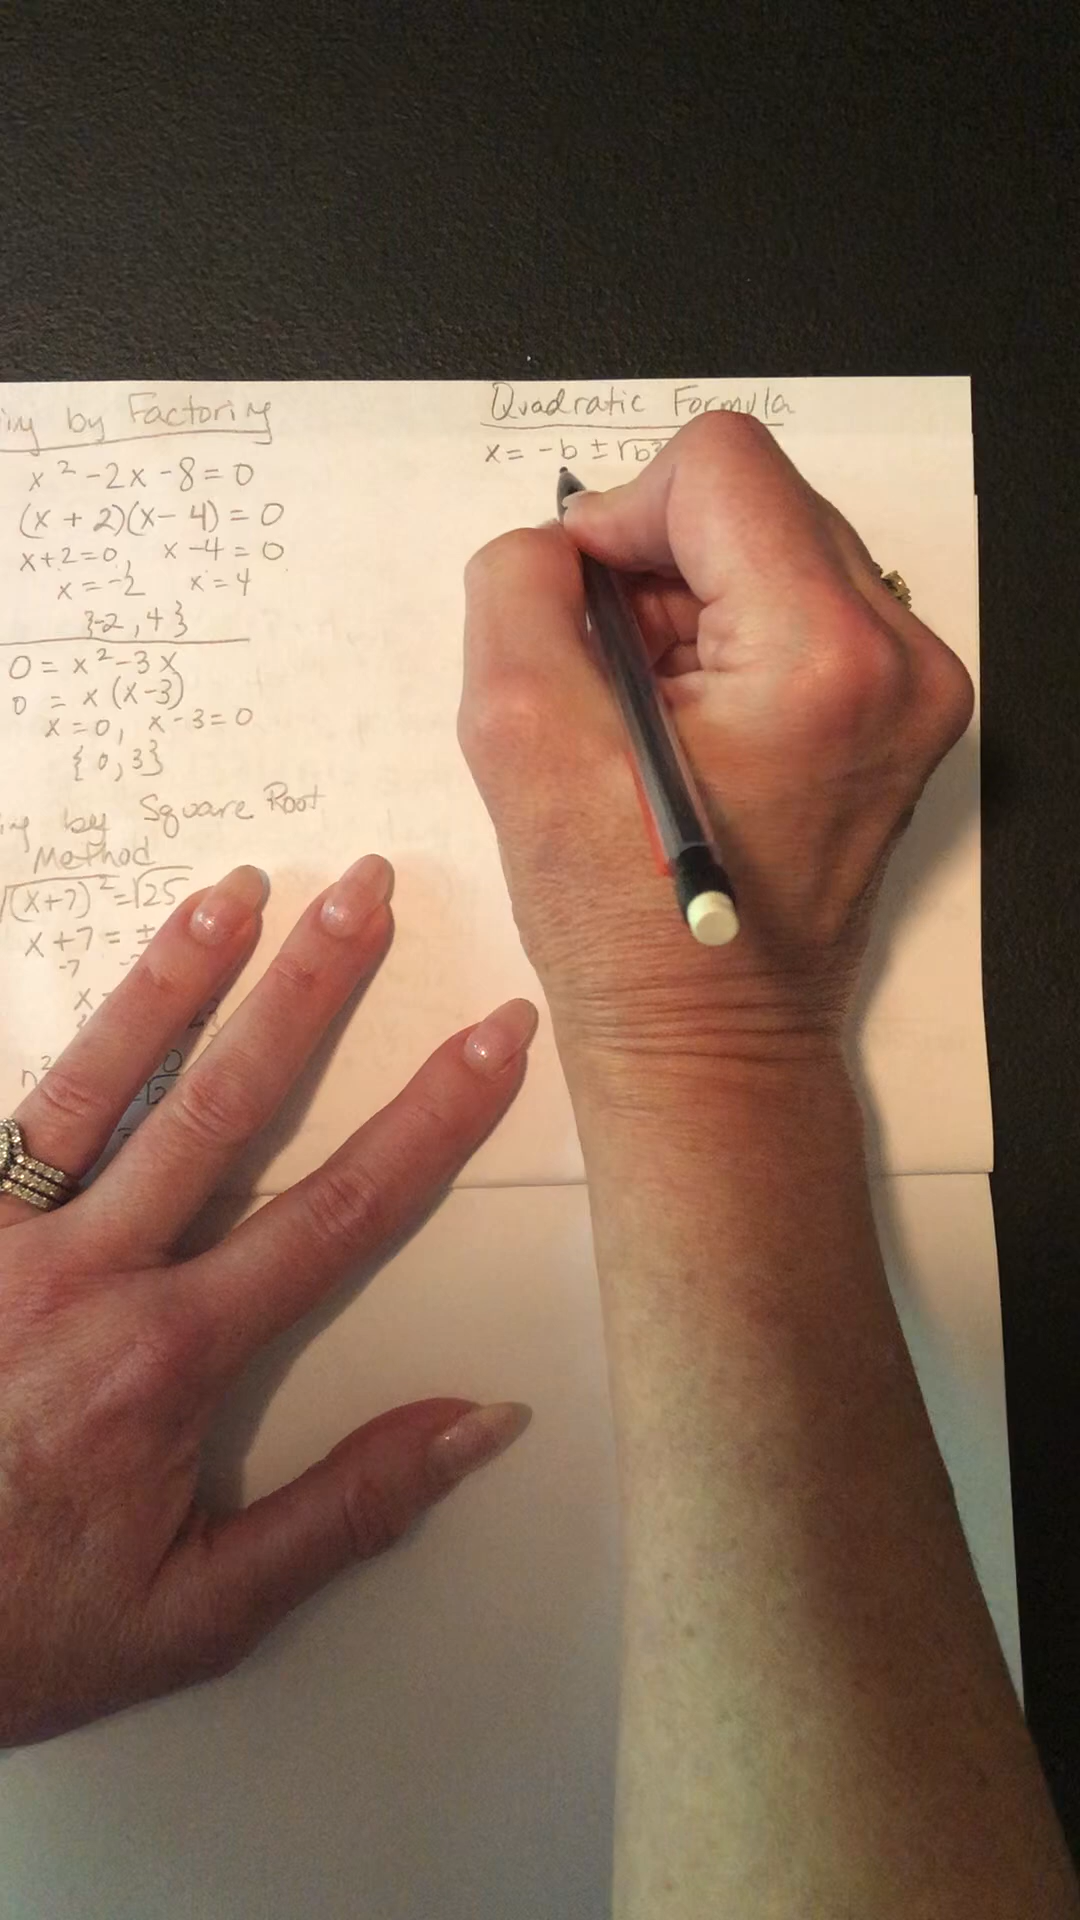 by Factoring
x² - 2x - 8 = 0
(x + 2)(x - 4) = 0
x + 2 = 0, x - 4 = 0
x = -2 x = 4
{-2, 4}
0 = x² - 3x
0 = x(x - 3)
x = 0, x - 3 = 0
{0, 3}
by Square Root
Method
√(x+7)² = √25
x + 7 = ±
-7
x
n²
Quadratic Formula
x = -b ± √b²